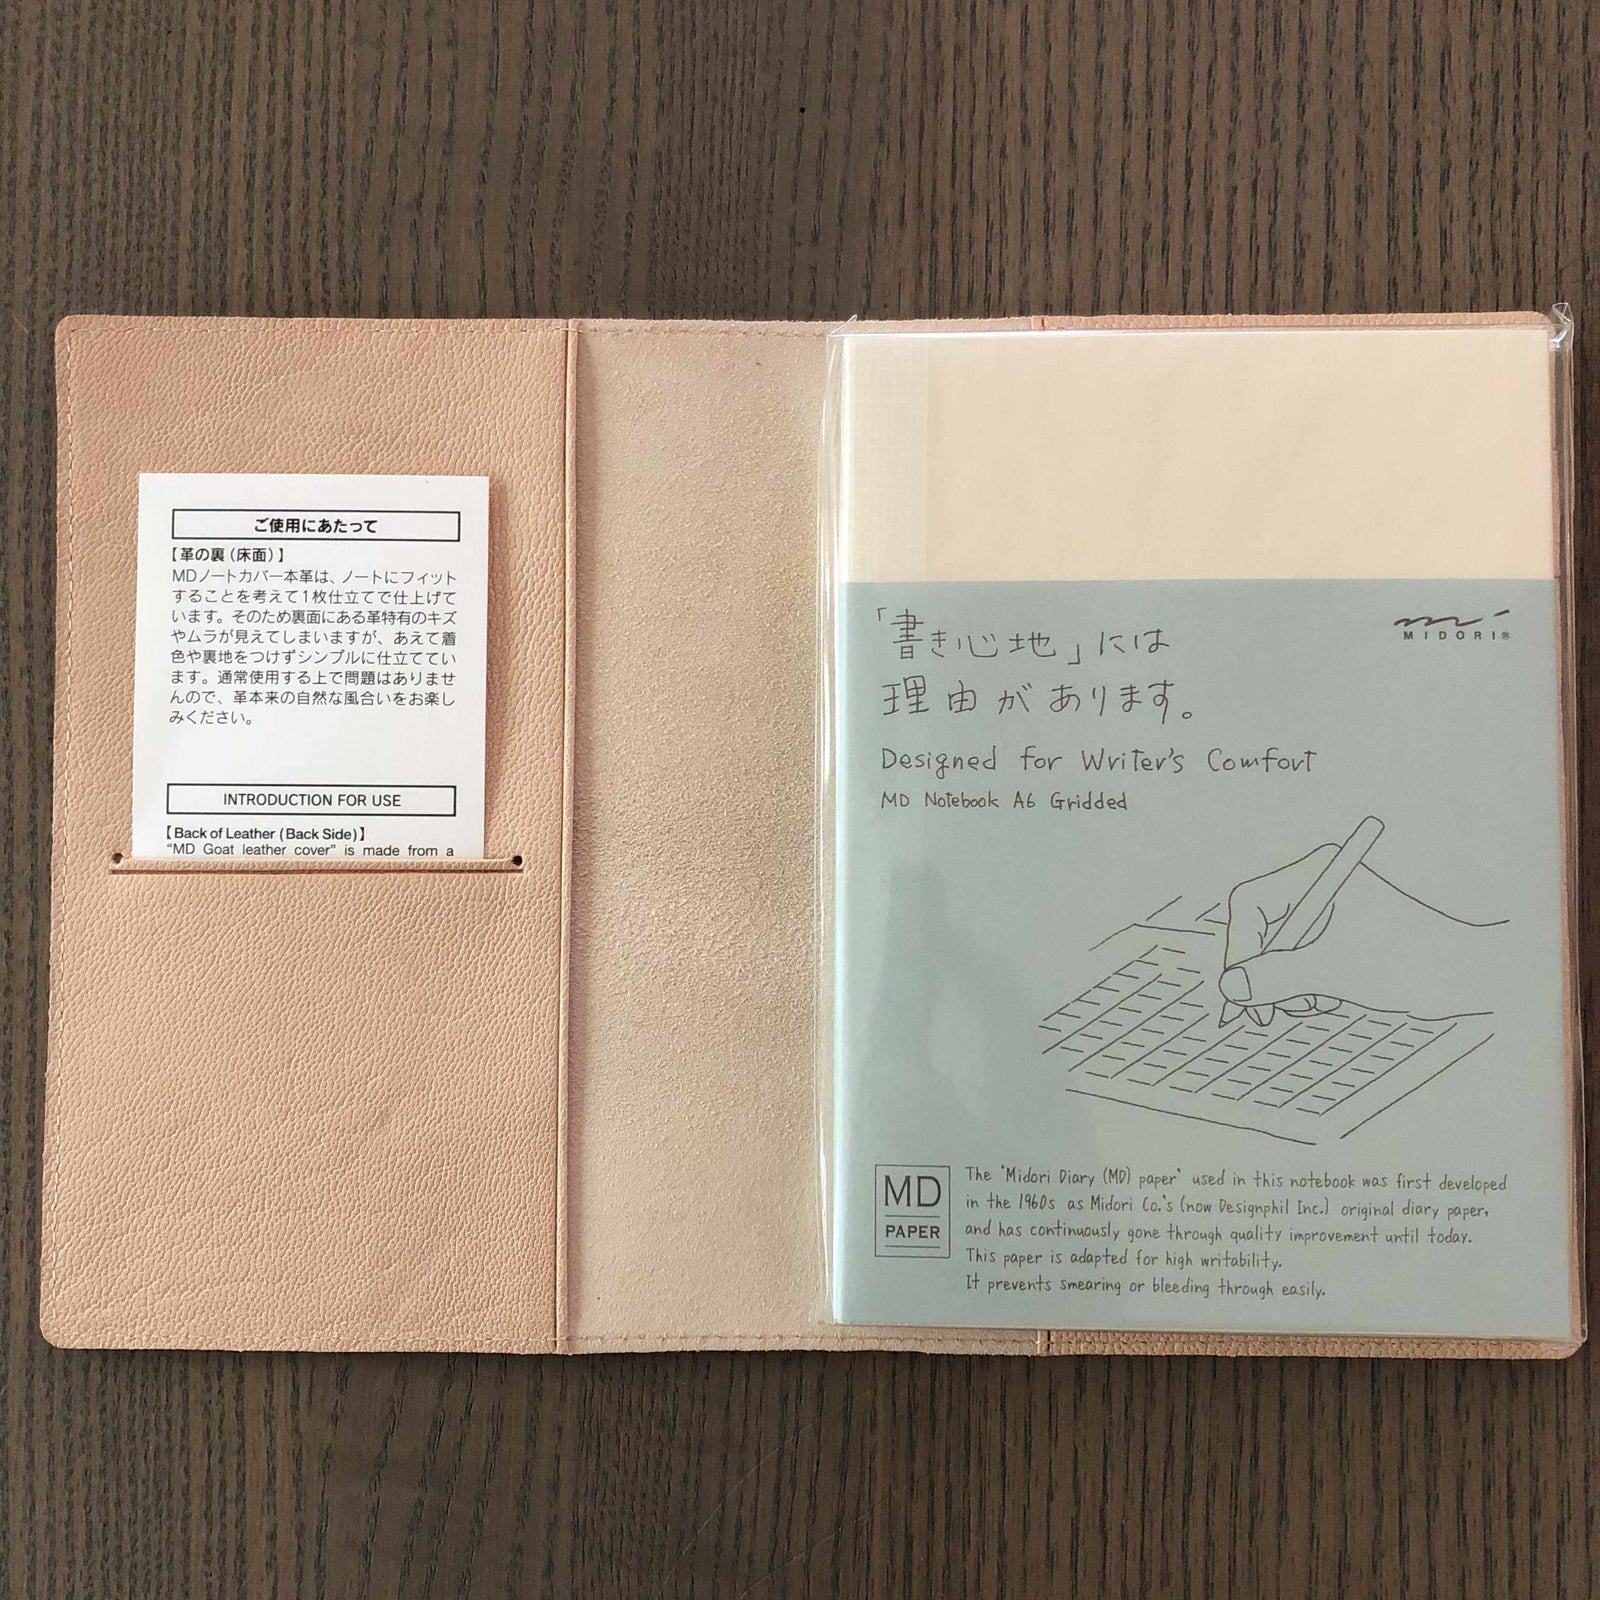 ご使用にあたって
【革の裏（床面）】
MDノートカバー本革は、ノートにフィット
することを考えて1枚仕立てで仕上げて
います。そのため裏面にある革特有のキズ
やムラが見えてしまいますが、あえて着
色や裏地をつけずシンプルに仕立ててい
ます。通常使用する上で問題はありませ
んので、革本来の自然な風合いをお楽し
みください。
INTRODUCTION FOR USE
【Back of Leather (Back Side)】
“MD Goat leather cover” is made from a
「書き心地」には
理由があります。
MIDORI®
Designed for Writer's Comfort
MD Notebook A6 Gridded
MD
PAPER
The 'Midori Diary (MD) paper' used in this notebook was first developed
in the 1960s as Midori Co.'s (now Designphil Inc.) original diary paper,
and has continuously gone through quality improvement until today.
This paper is adapted for high writability.
It prevents smearing or bleeding through easily.